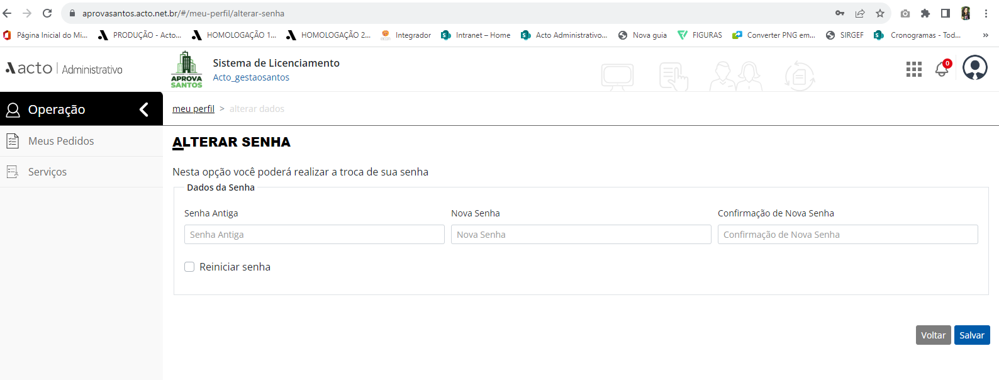 aprovasantos.acto.net.br/#/meu-perfil/alterar-senha
Página Inicial do Mi... PRODUÇÃO - Acto... HOMOLOGAÇÃO 1... HOMOLOGAÇÃO 2... Integrador Intranet – Home Acto Administrativo... Nova guia FIGURAS Converter PNG em... SIRGEF Cronogramas - Tod... »
acto | Administrativo
APROVA
SANTOS
Sistema de Licenciamento
Acto_gestaosantos
0
Operação
Meus Pedidos
Serviços
meu perfil > alterar dados
ALTERAR SENHA
Nesta opção você poderá realizar a troca de sua senha
Dados da Senha
Senha Antiga Nova Senha Confirmação de Nova Senha
Senha Antiga Nova Senha Confirmação de Nova Senha
Reiniciar senha
Voltar Salvar